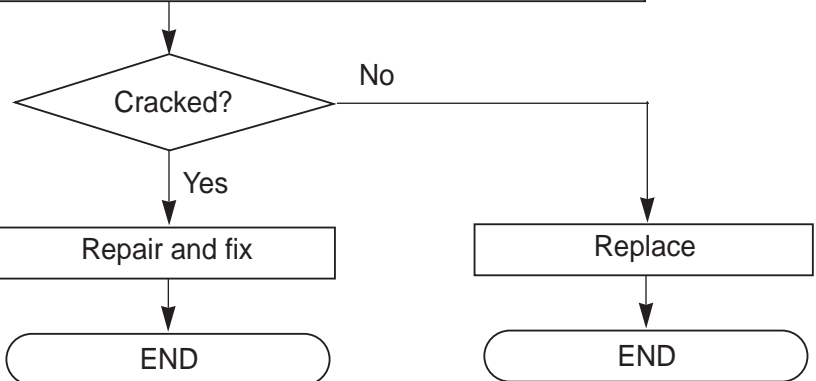 No
Cracked?
Yes
Repair and fix
Replace
END
END